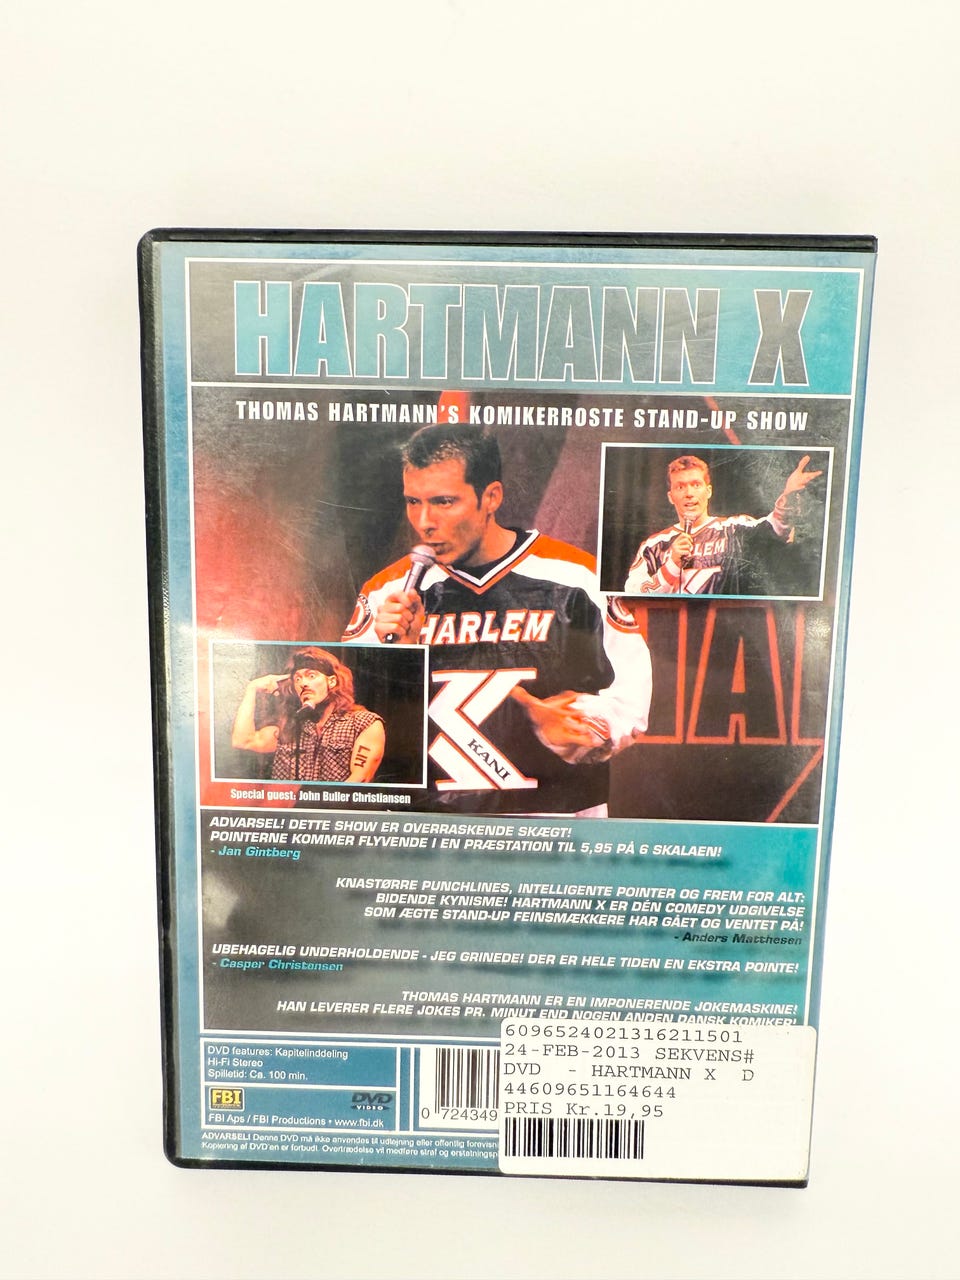 HARTMANN X
THOMAS HARTMANN'S KOMIKERROSTE STAND-UP SHOW
HARLEM
HARLEM
KANI
LIM
Special guest: John Buller Christiansen
ADVARSEL! DETTE SHOW ER OVERRASKENDE SKÆGT!
POINTERNE KOMMER FLYVENDE I EN PRÆSTATION TIL 5,95 PÅ 6 SKALAEN!
- Jan Gintberg
KNASTØRRE PUNCHLINES, INTELLIGENTE POINTER OG FREM FOR ALT:
BIDENDE KYNISME! HARTMANN X ER DÉN COMEDY UDGIVELSE
SOM ÆGTE STAND-UP FEINSMÆKKERE HAR GÅET OG VENTET PÅ!
- Anders Matthesen
UBEHAGELIG UNDERHOLDENDE - JEG GRINEDE! DER ER HELE TIDEN EN EKSTRA POINTE!
- Casper Christensen
THOMAS HARTMANN ER EN IMPONERENDE JOKEMASKINE!
HAN LEVERER FLERE JOKES PR. MINUT END NOGEN ANDEN DANSK KOMIKER!
6096524021316211501
24-FEB-2013 SEKVENS#
DVD - HARTMANN X D
44609651164644
PRIS Kr.19,95
DVD features: Kapitelinddeling
Hi-Fi Stereo
Spilletid: Ca. 100 min.
FBI
DVD
VIDEO
FBI Aps / FBI Productions • www.fbi.dk
0 724349
ADVARSEL! Denne DVD må ikke anvendes til udlejning eller offentlig forevisn
Kopiering af DVD'en er forbudt. Overtrædelse vil medføre straf og erstatningsp